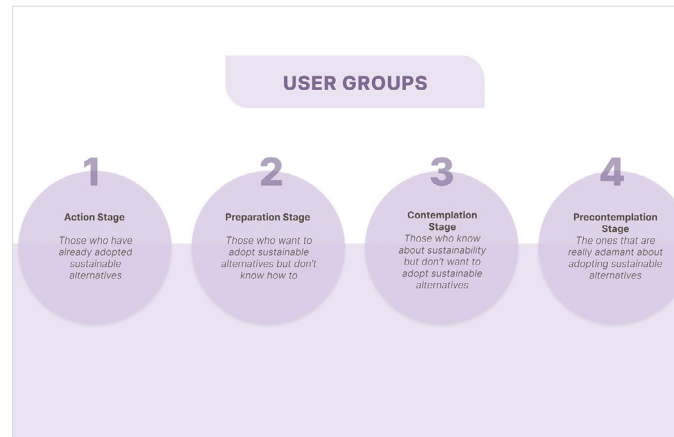 USER GROUPS
1
Action Stage
Those who have
already adopted
sustainable
alternatives
2
Preparation Stage
Those who want to
adopt sustainable
alternatives but don't
know how to
3
Contemplation
Stage
Those who know
about sustainability
but don't want to
adopt sustainable
alternatives
4
Precontemplation
Stage
The ones that are
really adamant about
adopting sustainable
alternatives